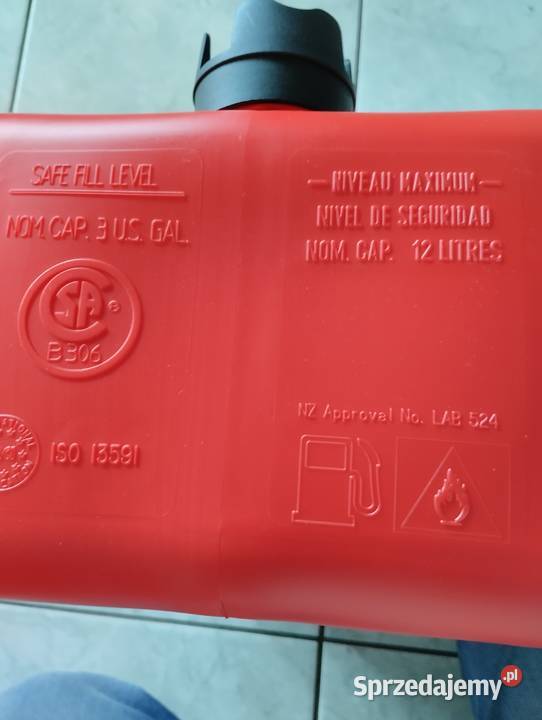 SAFE FILL LEVEL
NOM. CAP. 3 U.S. GAL.
CSA ®
B306
ISO 13591
— NIVEAU MAXIMUM —
NIVEL DE SEGURIDAD
NOM. CAP. 12 LITRES
NZ Approval No. LAB 524
Sprzedajemy.pl